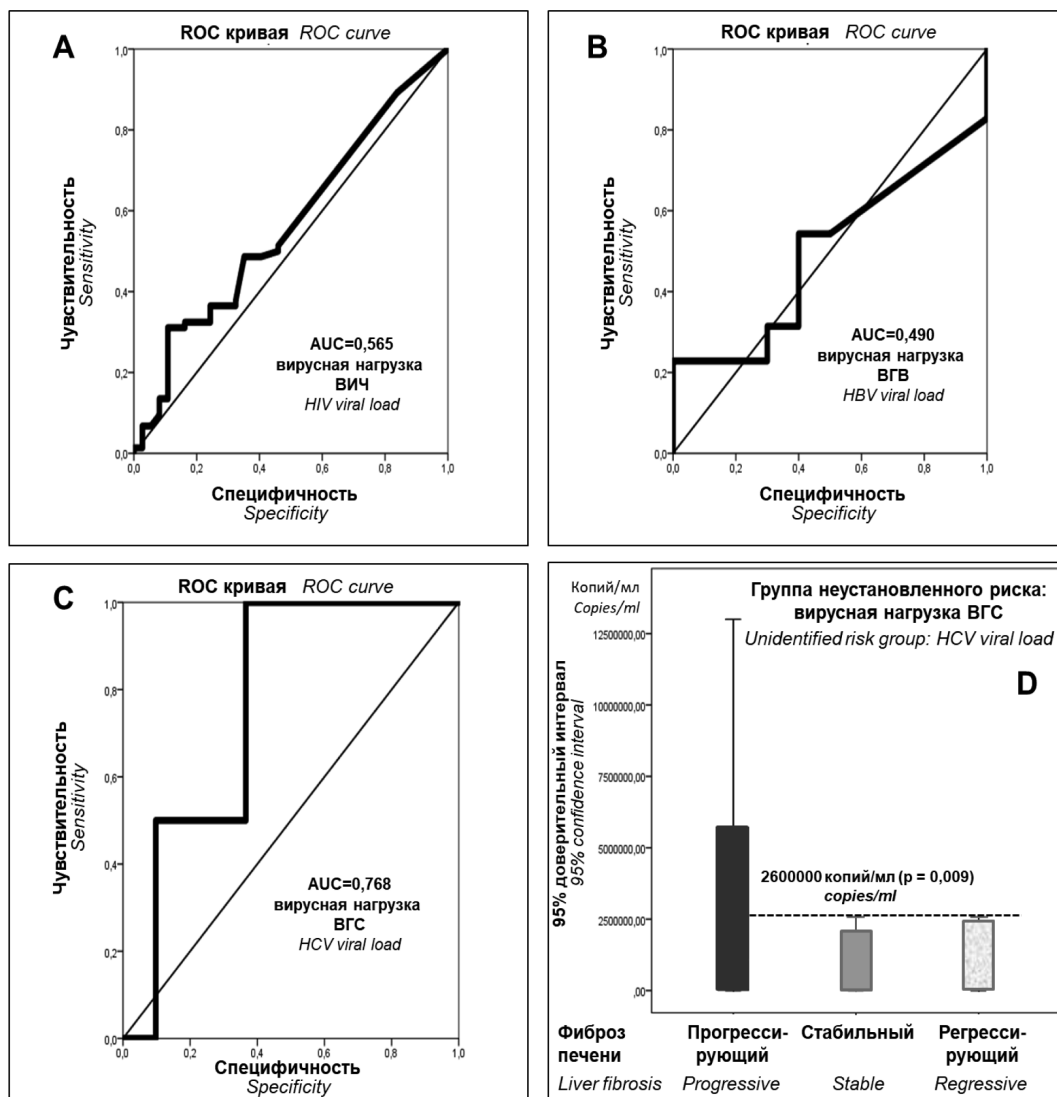 A
ROC кривая ROC curve
1,0
0,8
0,6
0,4
0,2
0,0
Чувствительность
Sensitivity
AUC=0,565
вирусная нагрузка
ВИЧ
HIV viral load
0,0 0,2 0,4 0,6 0,8 1,0
Специфичность
Specificity
B
ROC кривая ROC curve
1,0
0,8
0,6
0,4
0,2
0,0
Чувствительность
Sensitivity
AUC=0,490
вирусная нагрузка
ВГВ
HBV viral load
0,0 0,2 0,4 0,6 0,8 1,0
Специфичность
Specificity
C
ROC кривая ROC curve
1,0
0,8
0,6
0,4
0,2
0,0
Чувствительность
Sensitivity
AUC=0,768
вирусная нагрузка
ВГС
HCV viral load
0,0 0,2 0,4 0,6 0,8 1,0
Специфичность
Specificity
Копий/мл
Copies/ml
Группа неустановленного риска:
вирусная нагрузка ВГС
Unidentified risk group: HCV viral load
D
12500000,00
10000000,00
7500000,00
5000000,00
2500000,00
,00
95% доверительный интервал
95% confidence interval
2600000 копий/мл (p = 0,009)
copies/ml
Фиброз Прогресси- Стабильный Регресси-
печени рующий рующий
Liver fibrosis Progressive Stable Regressive